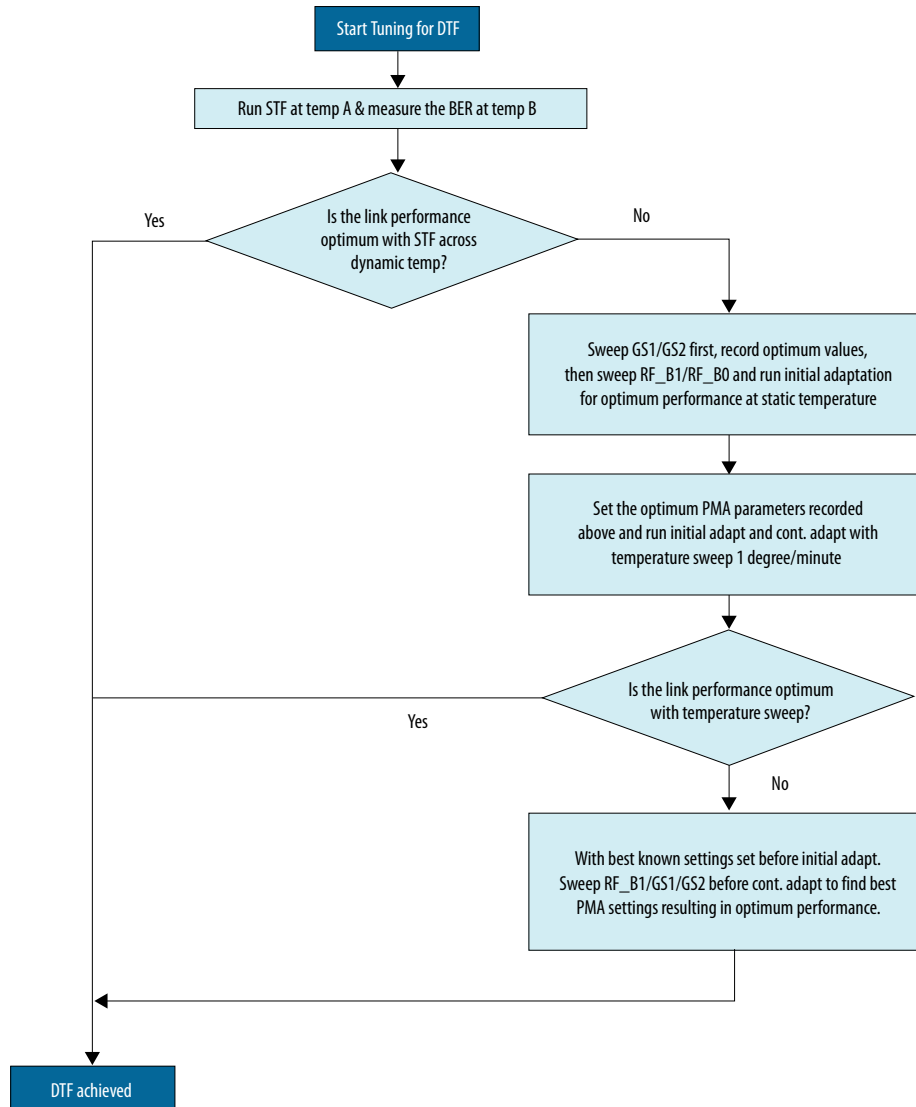 Start Tuning for DTF
Run STF at temp A & measure the BER at temp B
Is the link performance
optimum with STF across
dynamic temp?
Yes
No
Sweep GS1/GS2 first, record optimum values,
then sweep RF_B1/RF_B0 and run initial adaptation
for optimum performance at static temperature
Set the optimum PMA parameters recorded
above and run initial adapt and cont. adapt with
temperature sweep 1 degree/minute
Is the link performance optimum
with temperature sweep?
Yes
No
With best known settings set before initial adapt.
Sweep RF_B1/GS1/GS2 before cont. adapt to find best
PMA settings resulting in optimum performance.
DTF achieved